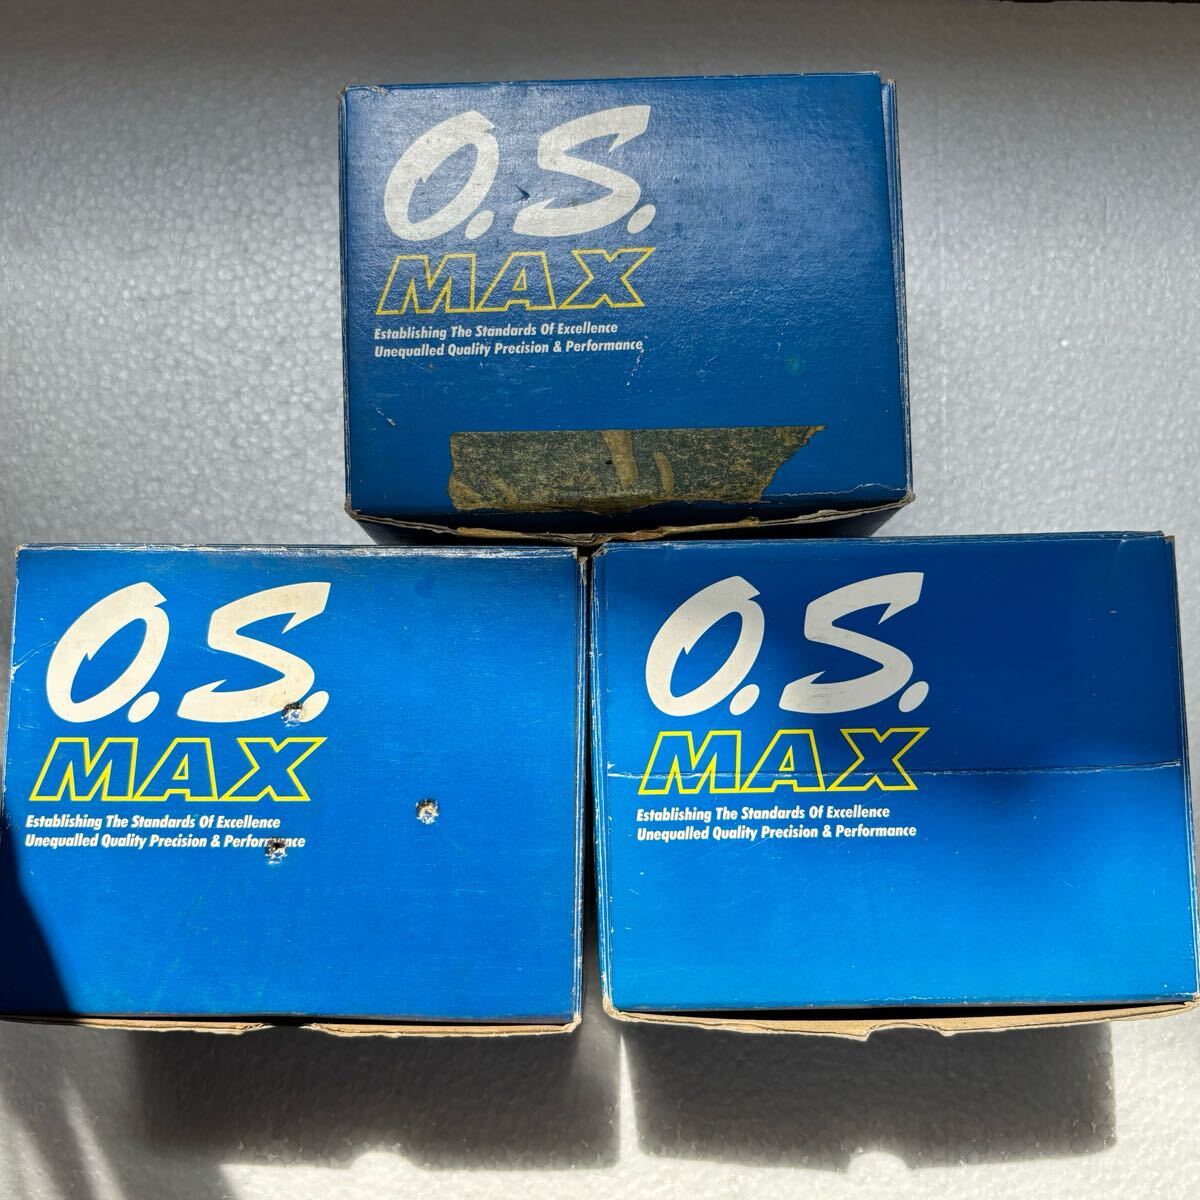 O.S.
MAX
Establishing The Standards Of Excellence
Unequalled Quality Precision & Performance
O.S.
MAX
Establishing The Standards Of Excellence
Unequalled Quality Precision & Performance
O.S.
MAX
Establishing The Standards Of Excellence
Unequalled Quality Precision & Performance